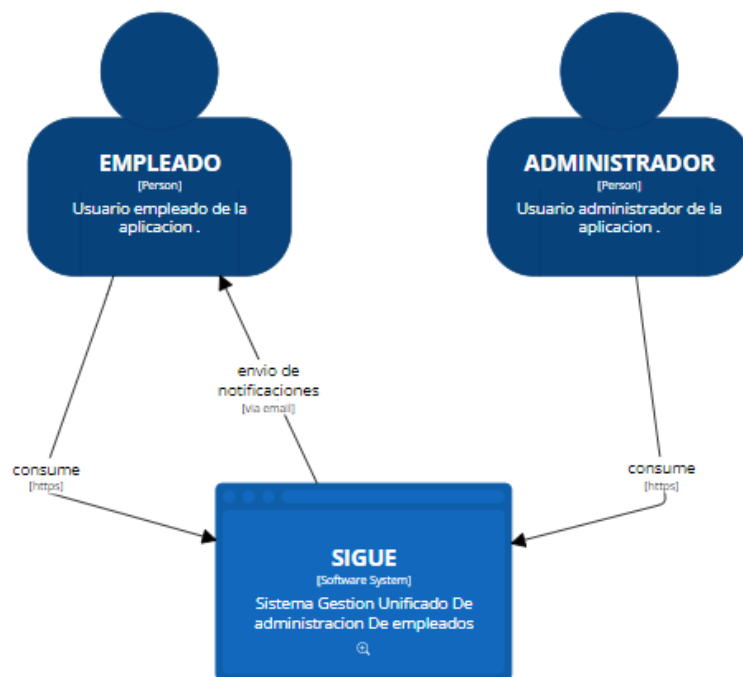 EMPLEADO
[Person]
Usuario empleado de la
aplicacion .
ADMINISTRADOR
[Person]
Usuario administrador de la
aplicacion .
envio de
notificaciones
[via email]
consume
[https]
consume
[https]
SIGUE
[Software System]
Sistema Gestion Unificado De
administracion De empleados